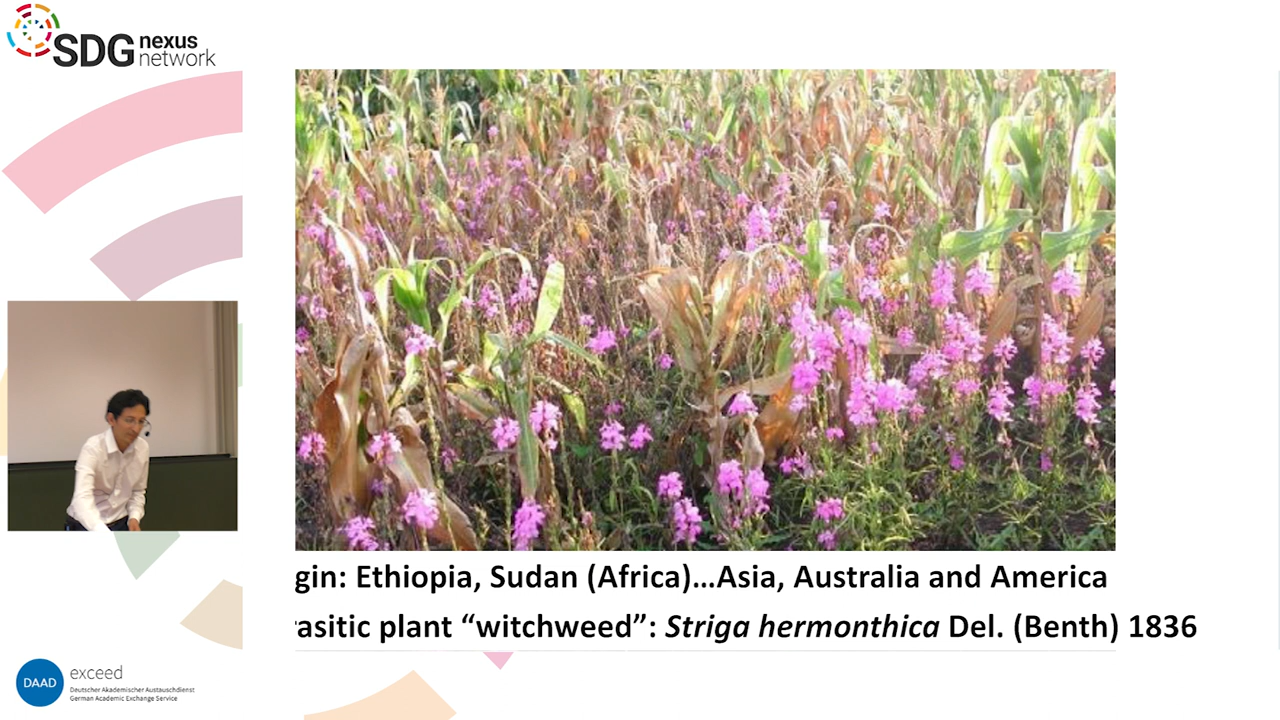 SDG nexus
network
gin: Ethiopia, Sudan (Africa)...Asia, Australia and America
rasitic plant “witchweed”: Striga hermonthica Del. (Benth) 1836
DAAD
exceed
Deutscher Akademischer Austauschdienst
German Academic Exchange Service